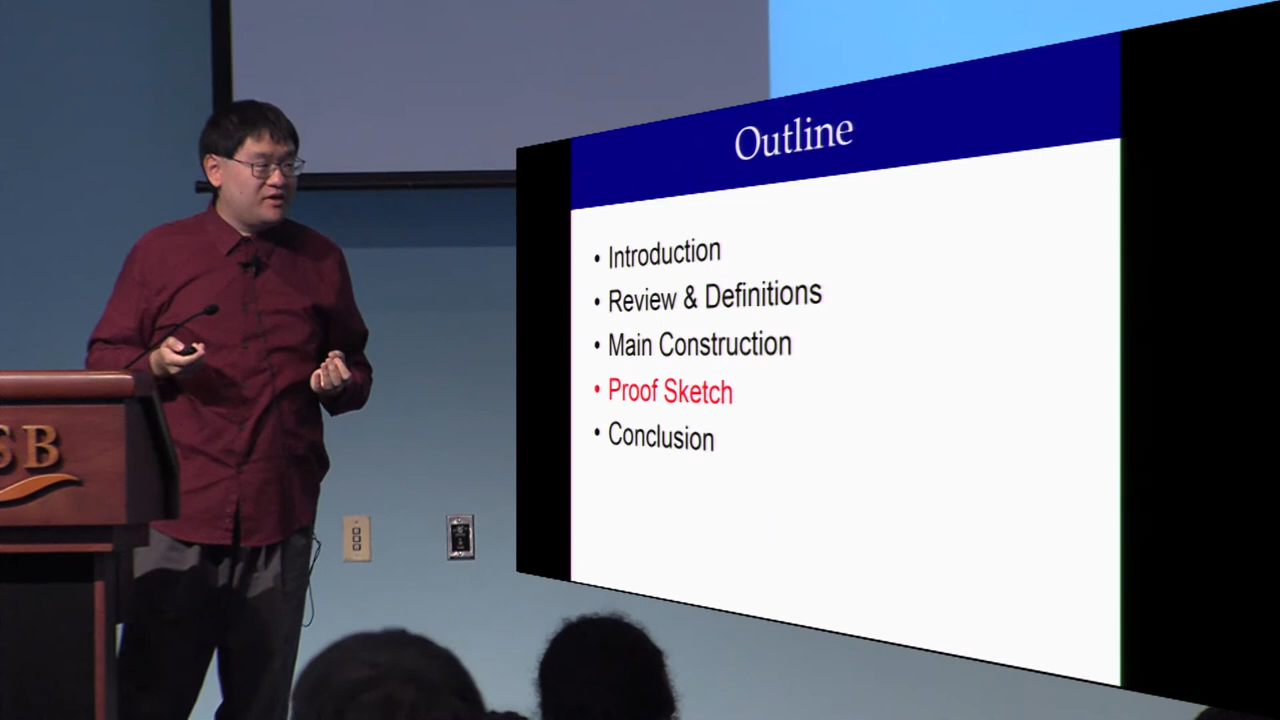 Outline
• Introduction
• Review & Definitions
• Main Construction
• Proof Sketch
• Conclusion
SB